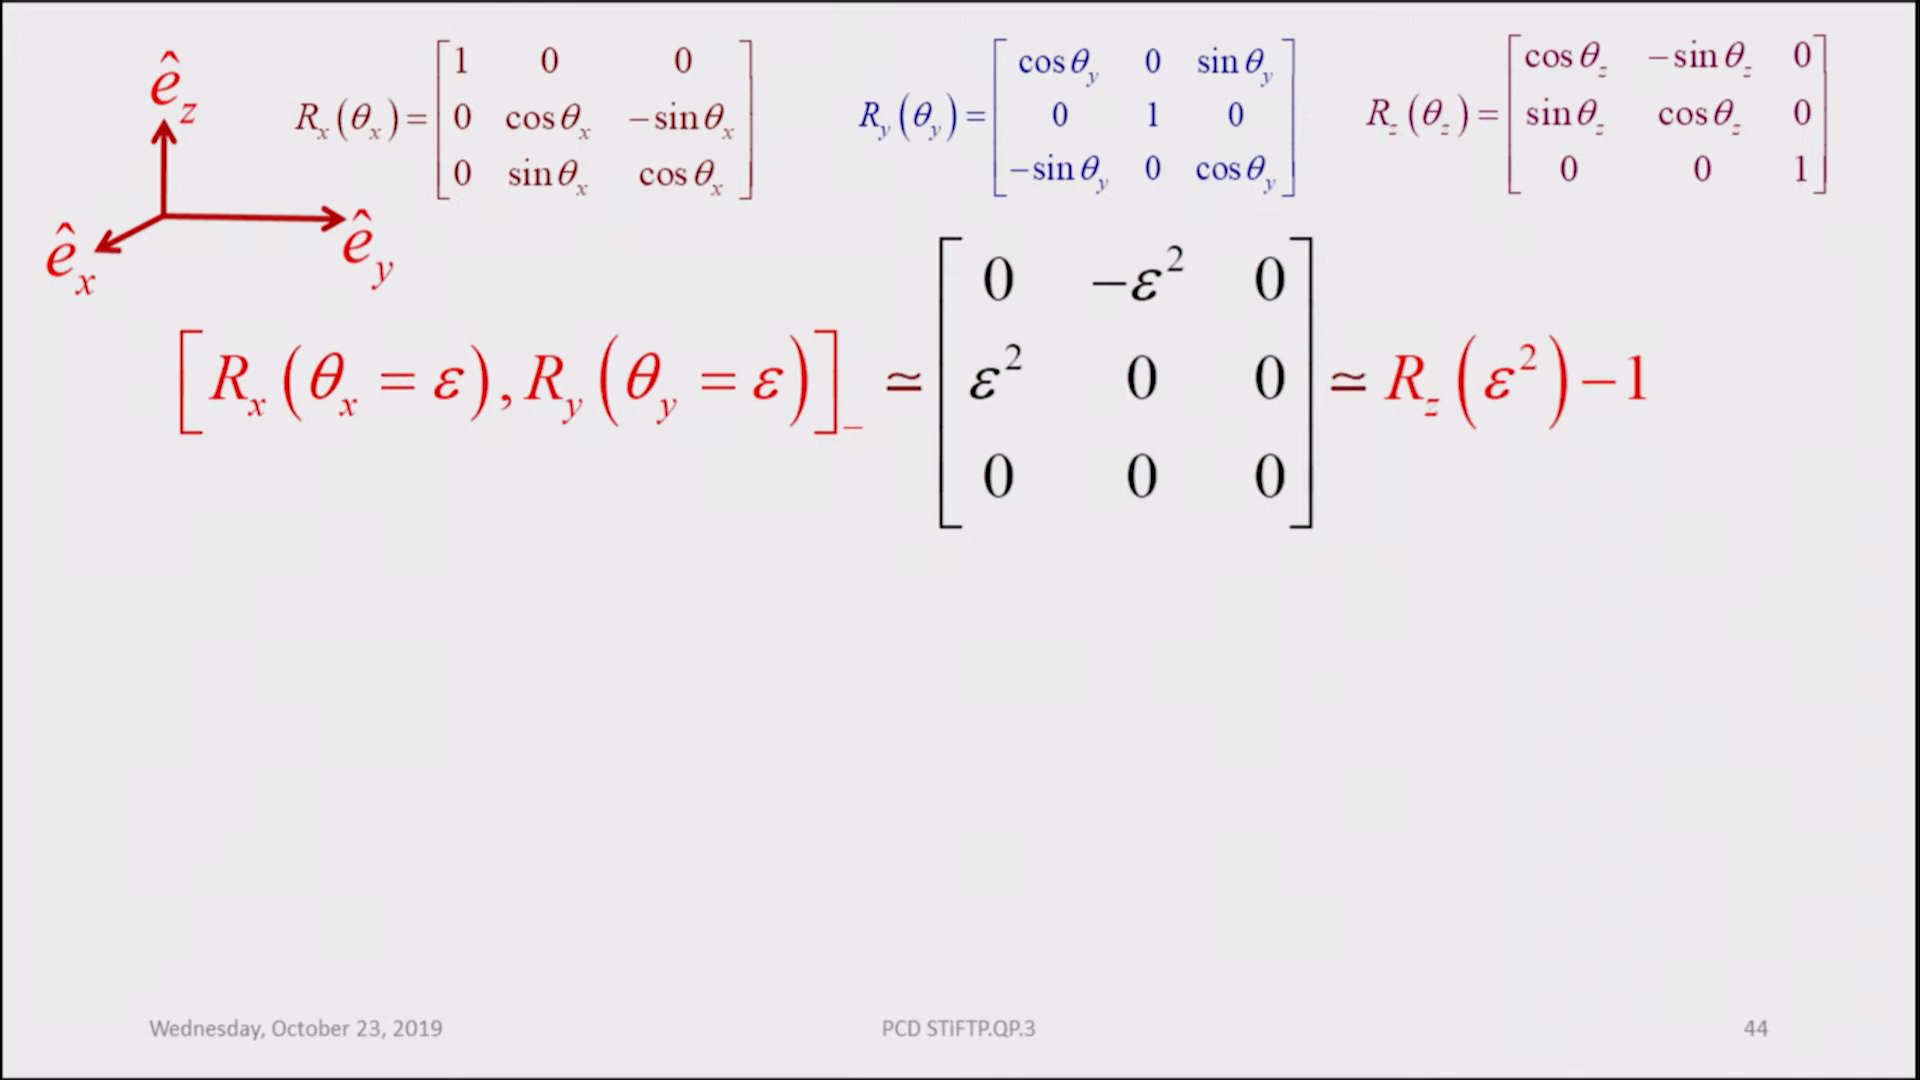 ê_z
ê_x
ê_y
R_x(θ_x) = [1 0 0; 0 cosθ_x −sinθ_x; 0 sinθ_x cosθ_x]
R_y(θ_y) = [cosθ_y 0 sinθ_y; 0 1 0; −sinθ_y 0 cosθ_y]
R_z(θ_z) = [cosθ_z −sinθ_z 0; sinθ_z cosθ_z 0; 0 0 1]
[R_x(θ_x = ε), R_y(θ_y = ε)]_− ≃ [0 −ε² 0; ε² 0 0; 0 0 0] ≃ R_z(ε²) − 1
Wednesday, October 23, 2019
PCD STiFTP.QP.3
44